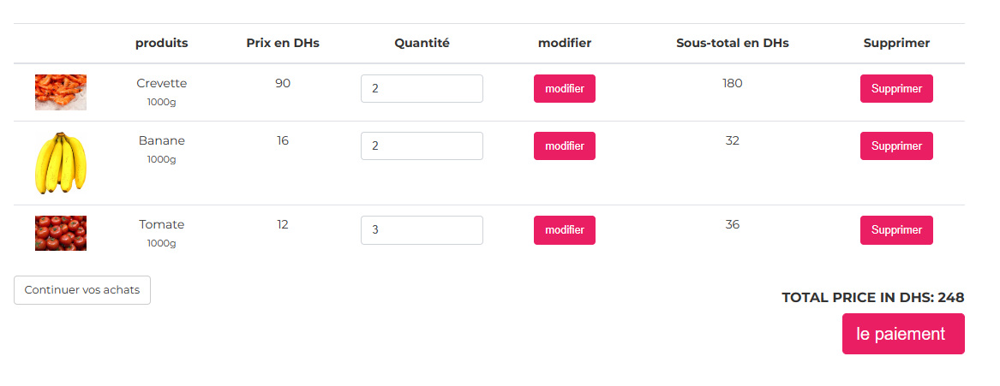 produits Prix en DHs Quantité modifier Sous-total en DHs Supprimer
Crevette 90 2 modifier 180 Supprimer
1000g
Banane 16 2 modifier 32 Supprimer
1000g
Tomate 12 3 modifier 36 Supprimer
1000g
Continuer vos achats
TOTAL PRICE IN DHS: 248
le paiement